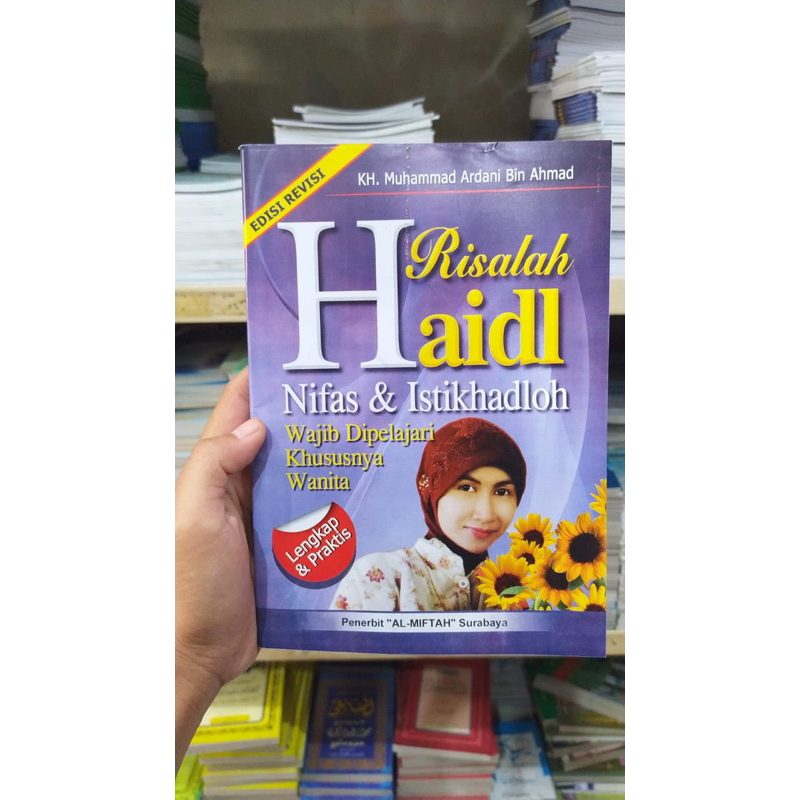 EDISI REVISI
KH. Muhammad Ardani Bin Ahmad
Risalah
Haidl
Nifas & Istikhadloh
Wajib Dipelajari
Khususnya
Wanita
Lengkap
& Praktis
Penerbit "AL-MIFTAH" Surabaya